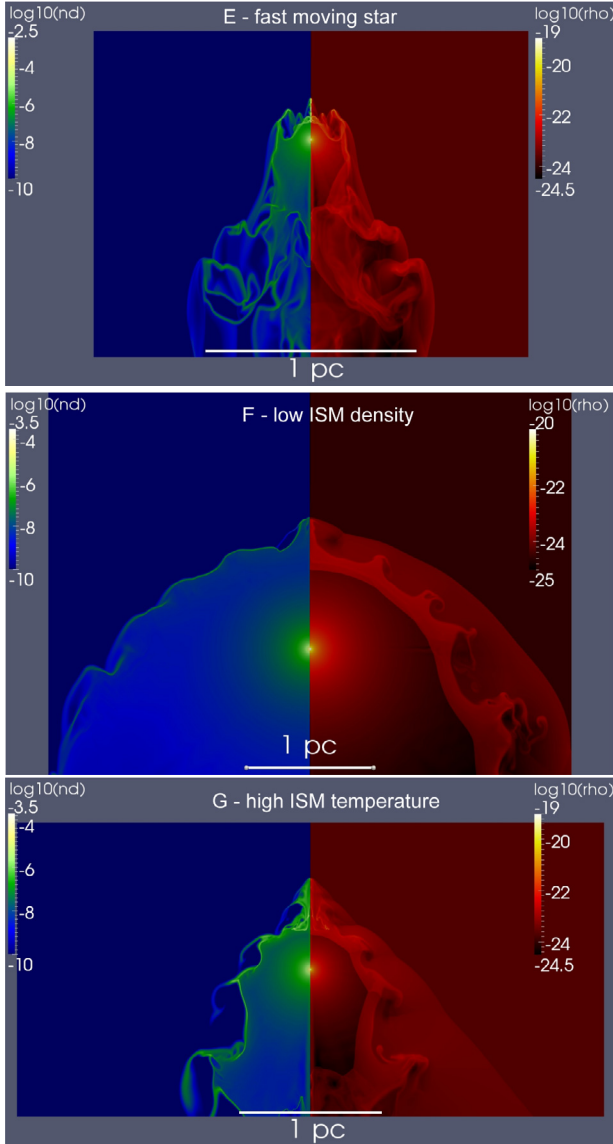 log10(nd)
E - fast moving star
log10(rho)
-2.5
-4
-6
-8
-10
-19
-20
-22
-24
-24.5
1 pc
log10(nd)
F - low ISM density
log10(rho)
-3.5
-4
-6
-8
-10
-20
-22
-24
-25
1 pc
log10(nd)
G - high ISM temperature
log10(rho)
-3.5
-4
-6
-8
-10
-19
-20
-22
-24
-24.5
1 pc